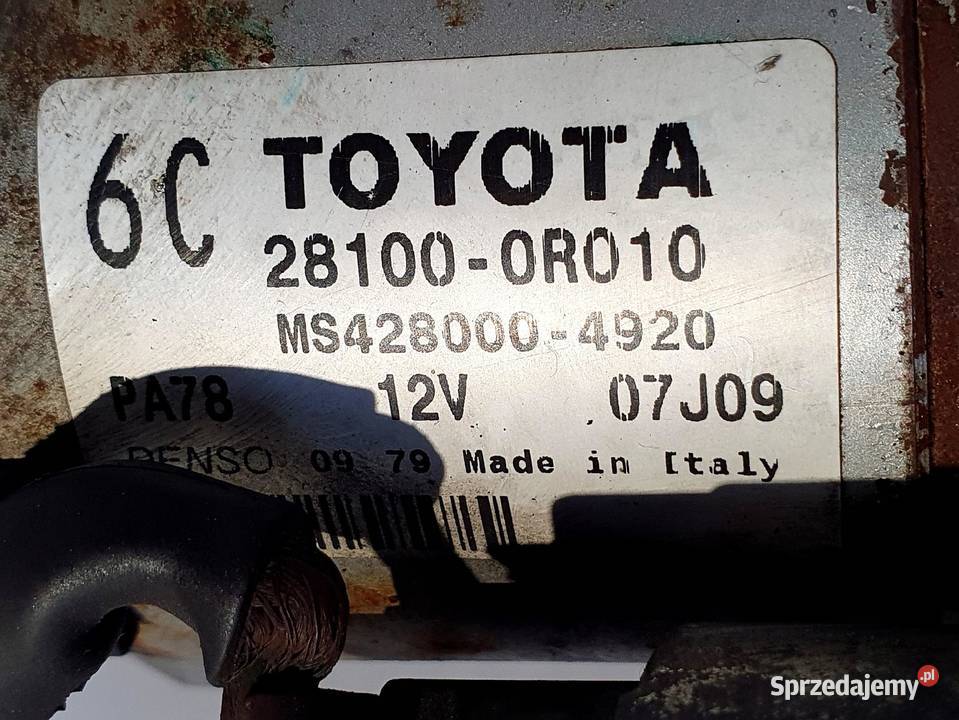 6C TOYOTA
28100-0R010
MS428000-4920
PA78 12V 07J09
DENSO 09 79 Made in Italy
Sprzedajemy.pl